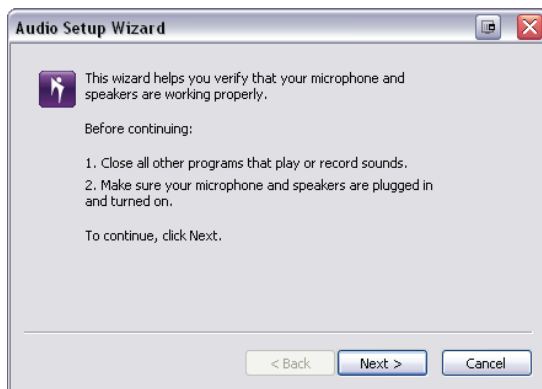 Audio Setup Wizard
This wizard helps you verify that your microphone and
speakers are working properly.
Before continuing:
1. Close all other programs that play or record sounds.
2. Make sure your microphone and speakers are plugged in
and turned on.
To continue, click Next.
< Back
Next >
Cancel